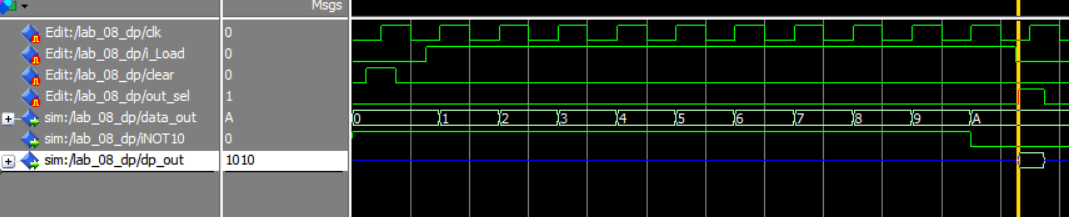 Msgs
Edit:/lab_08_dp/clk 0
Edit:/lab_08_dp/i_Load 0
Edit:/lab_08_dp/clear 0
Edit:/lab_08_dp/out_sel 1
sim:/lab_08_dp/data_out A 0 1 2 3 4 5 6 7 8 9 A
sim:/lab_08_dp/iNOT10 0
sim:/lab_08_dp/dp_out 1010